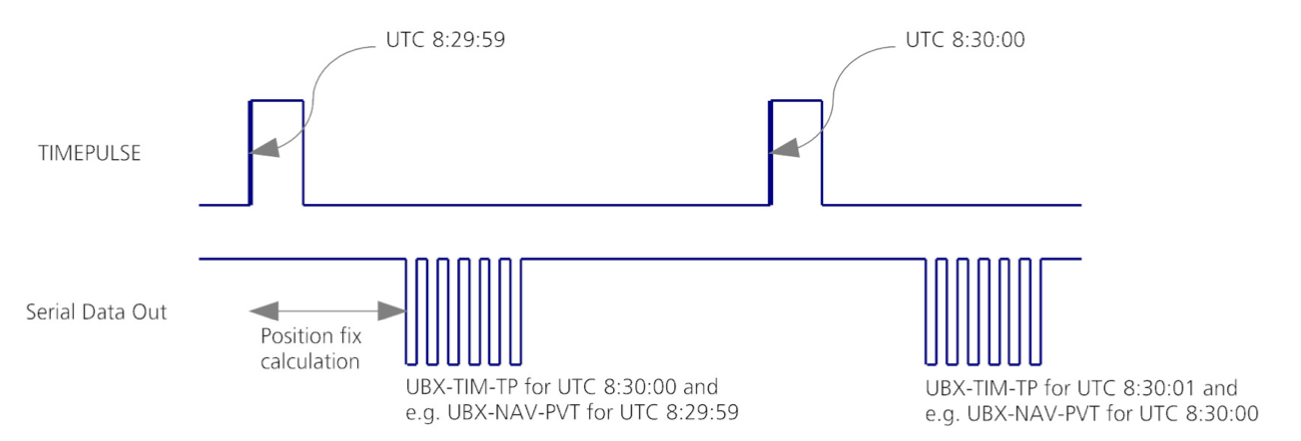 UTC 8:29:59
UTC 8:30:00
TIMEPULSE
Serial Data Out
Position fix
calculation
UBX-TIM-TP for UTC 8:30:00 and
e.g. UBX-NAV-PVT for UTC 8:29:59
UBX-TIM-TP for UTC 8:30:01 and
e.g. UBX-NAV-PVT for UTC 8:30:00